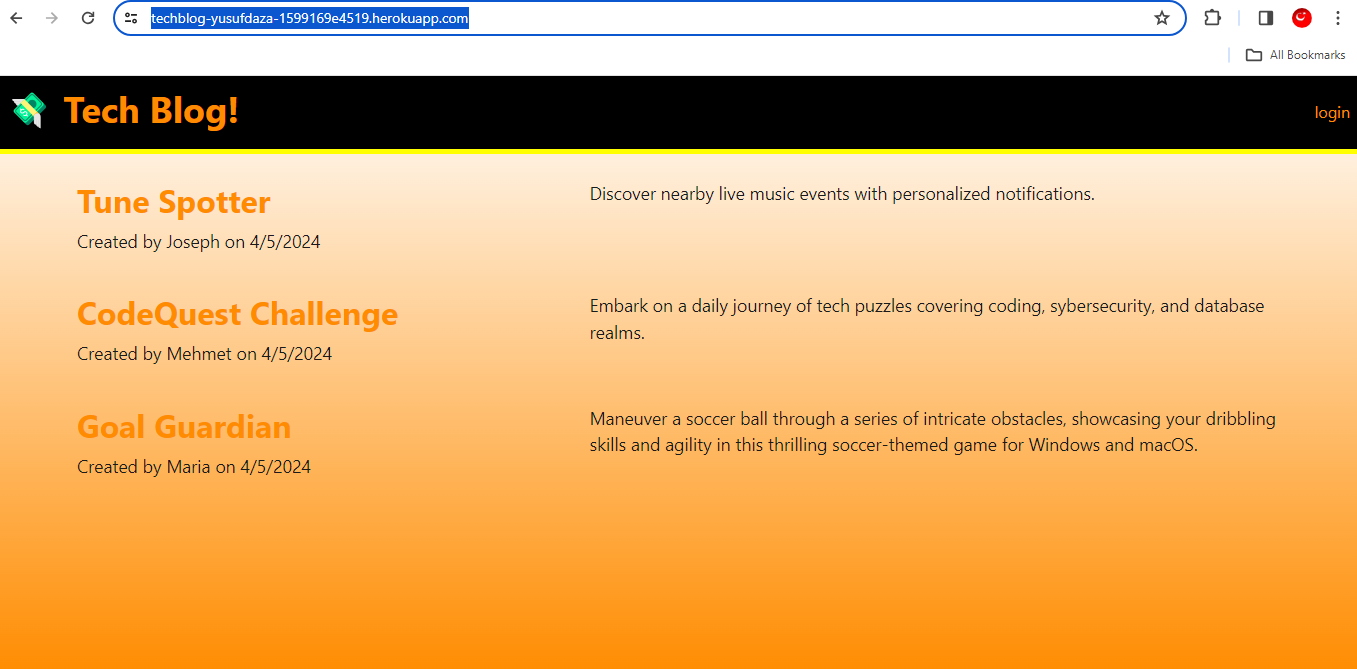 techblog-yusufdaza-1599169e4519.herokuapp.com
All Bookmarks
Tech Blog!
login
Tune Spotter
Created by Joseph on 4/5/2024
Discover nearby live music events with personalized notifications.
CodeQuest Challenge
Created by Mehmet on 4/5/2024
Embark on a daily journey of tech puzzles covering coding, sybersecurity, and database
realms.
Goal Guardian
Created by Maria on 4/5/2024
Maneuver a soccer ball through a series of intricate obstacles, showcasing your dribbling
skills and agility in this thrilling soccer-themed game for Windows and macOS.